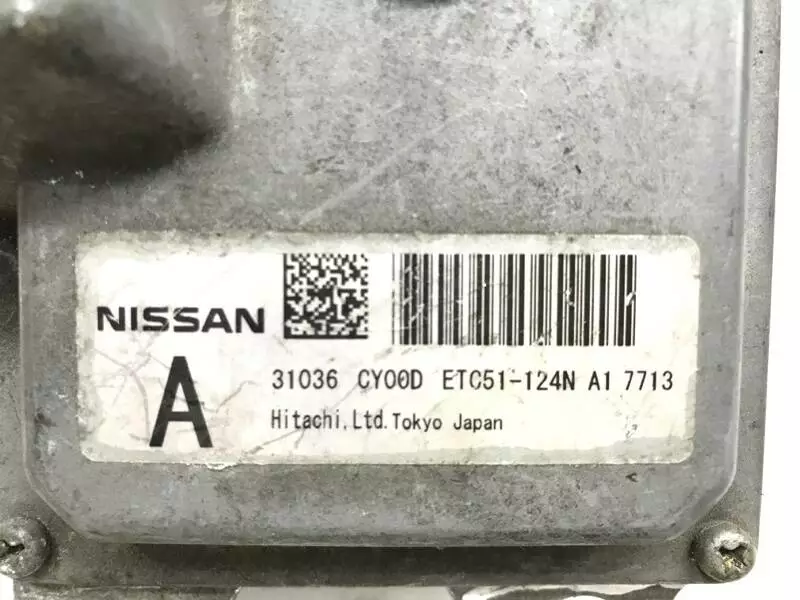 NISSAN
A
31036 CY00D ETC51-124N A1 7713
Hitachi,Ltd.Tokyo Japan